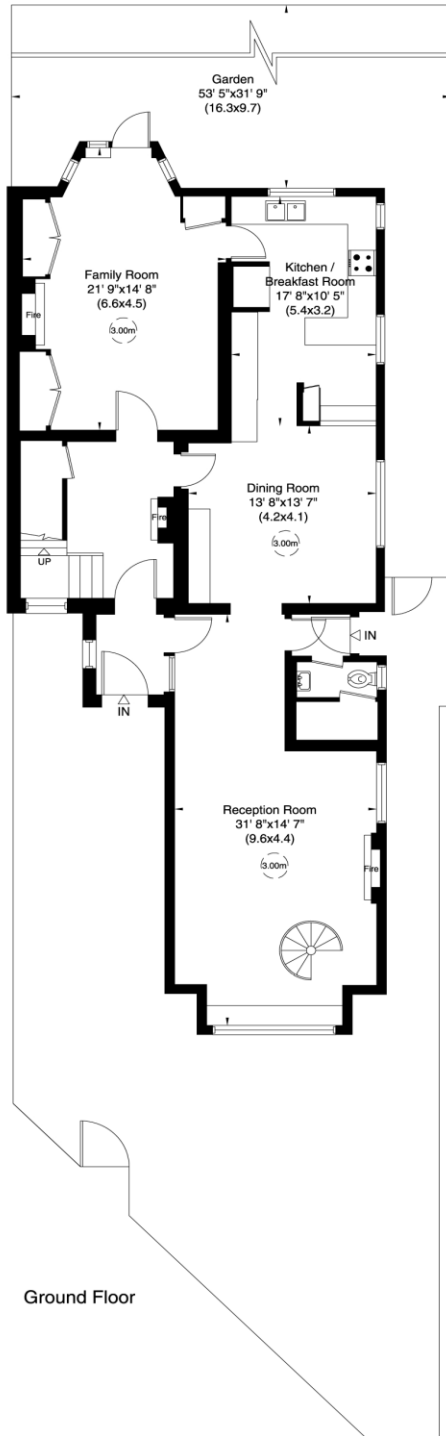 Garden
53' 5"x31' 9"
(16.3x9.7)
Family Room
21' 9"x14' 8"
(6.6x4.5)
3.00m
Fire
Kitchen /
Breakfast Room
17' 8"x10' 5"
(5.4x3.2)
Dining Room
13' 8"x13' 7"
(4.2x4.1)
3.00m
Fire
UP
IN
IN
Reception Room
31' 8"x14' 7"
(9.6x4.4)
3.00m
Fire
Ground Floor